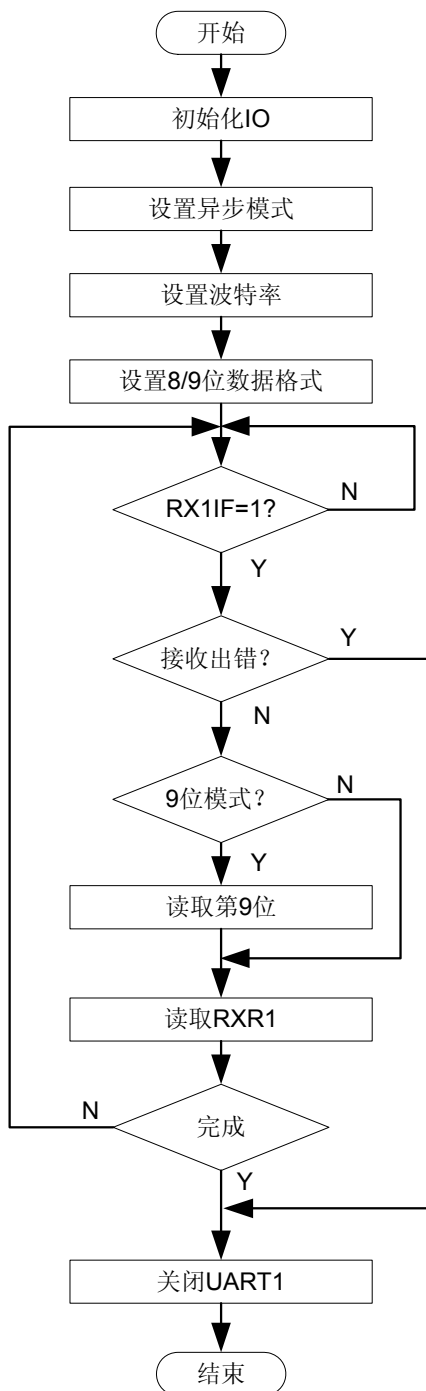 开始
初始化IO
设置异步模式
设置波特率
设置8/9位数据格式
RX1IF=1?
N
Y
接收出错？
Y
N
9位模式？
N
Y
读取第9位
读取RXR1
N
完成
Y
关闭UART1
结束